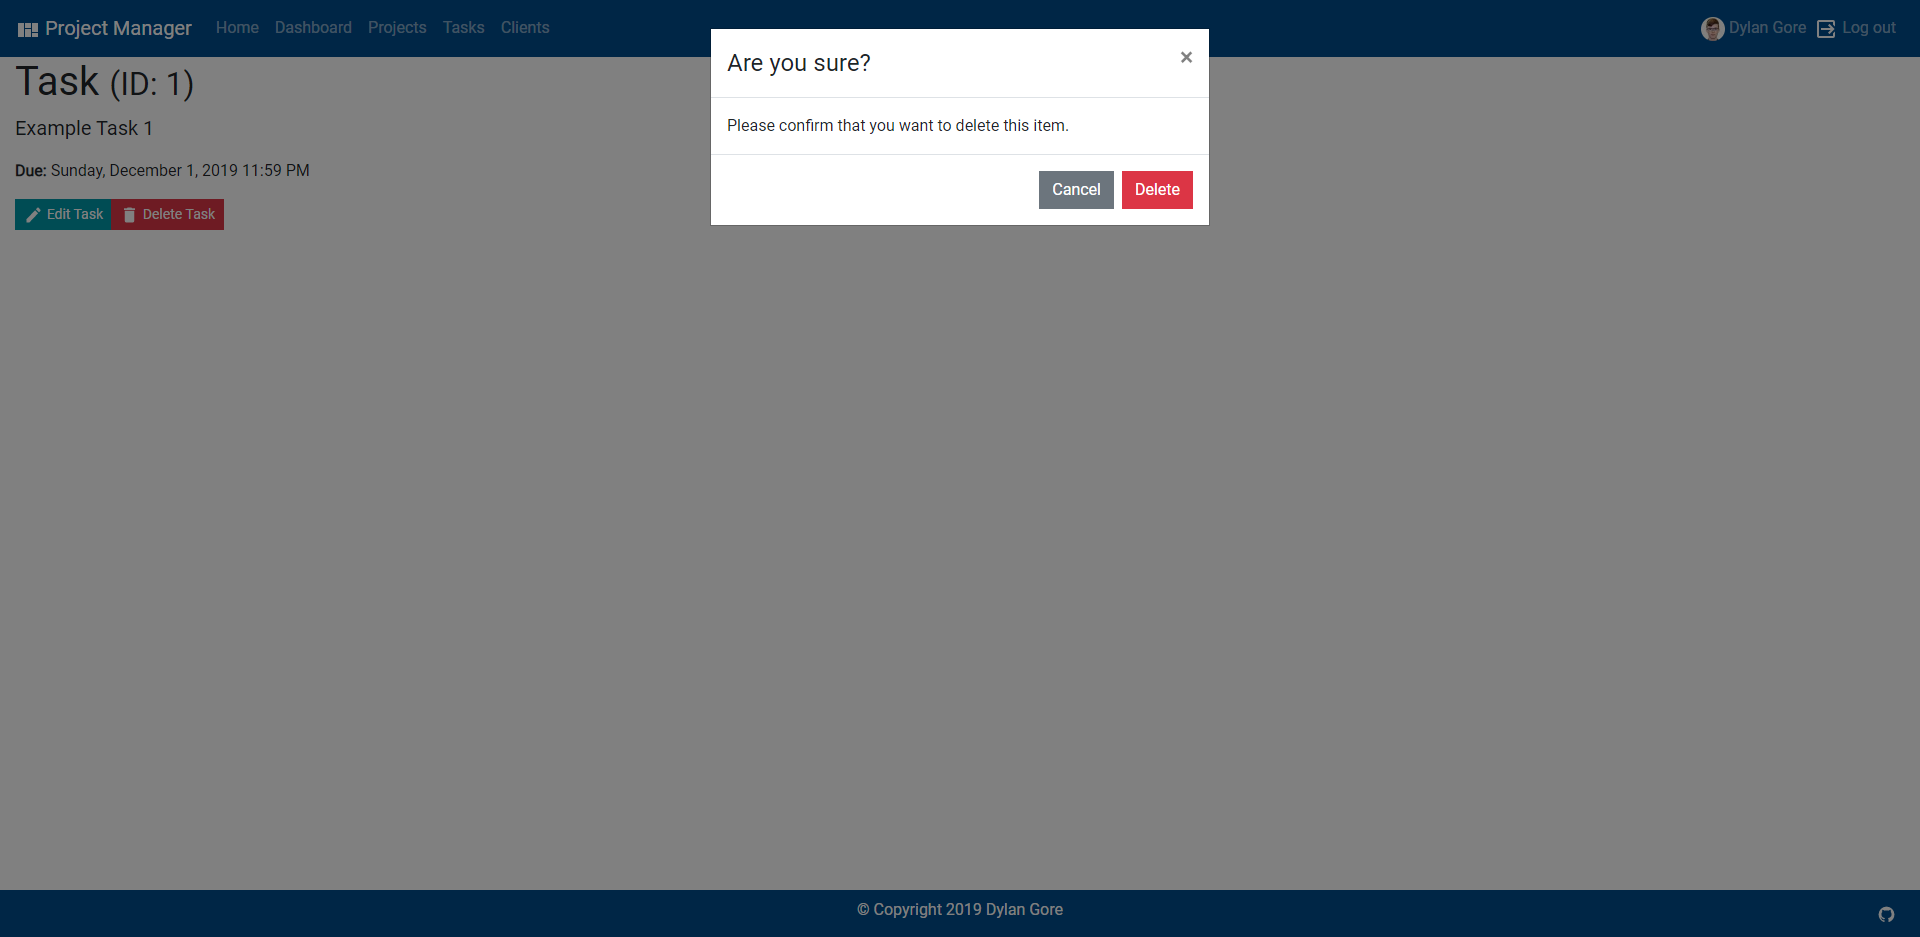 Project Manager Home Dashboard Projects Tasks Clients Dylan Gore Log out
Are you sure? ×
Please confirm that you want to delete this item.
Cancel Delete
Task (ID: 1)
Example Task 1
Due: Sunday, December 1, 2019 11:59 PM
Edit Task Delete Task
© Copyright 2019 Dylan Gore